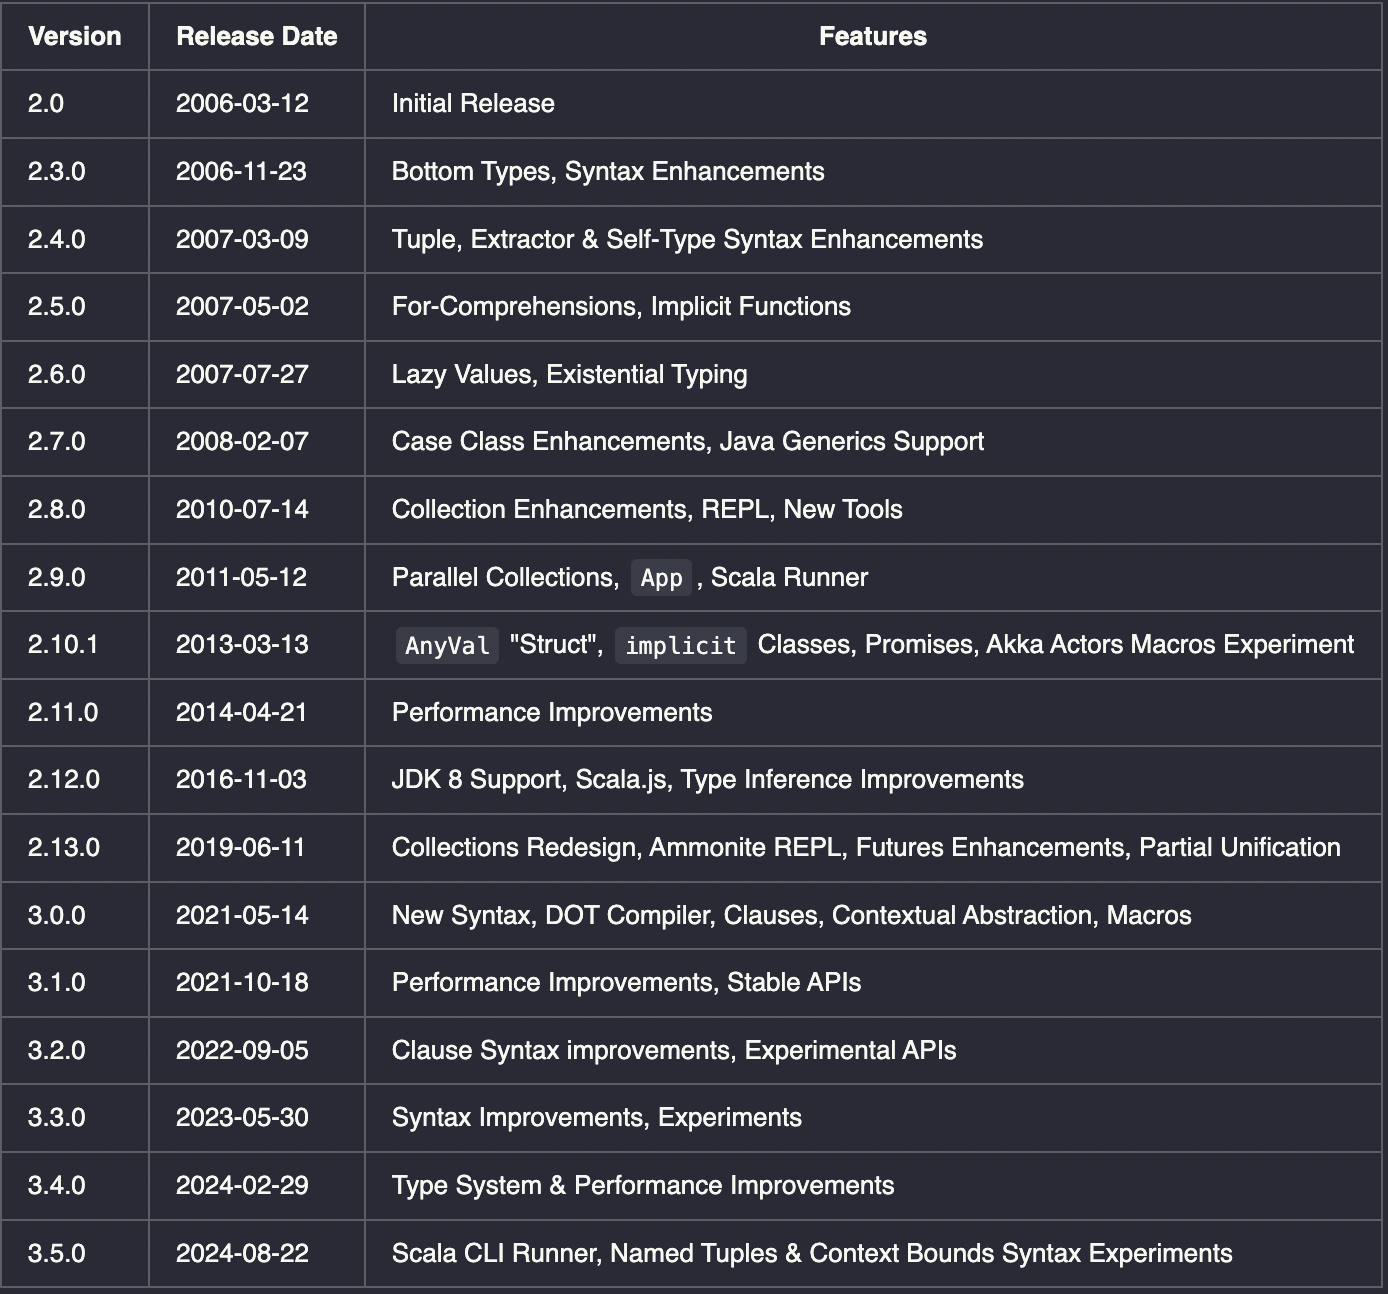 Version Release Date Features
2.0 2006-03-12 Initial Release
2.3.0 2006-11-23 Bottom Types, Syntax Enhancements
2.4.0 2007-03-09 Tuple, Extractor & Self-Type Syntax Enhancements
2.5.0 2007-05-02 For-Comprehensions, Implicit Functions
2.6.0 2007-07-27 Lazy Values, Existential Typing
2.7.0 2008-02-07 Case Class Enhancements, Java Generics Support
2.8.0 2010-07-14 Collection Enhancements, REPL, New Tools
2.9.0 2011-05-12 Parallel Collections, App, Scala Runner
2.10.1 2013-03-13 AnyVal "Struct", implicit Classes, Promises, Akka Actors Macros Experiment
2.11.0 2014-04-21 Performance Improvements
2.12.0 2016-11-03 JDK 8 Support, Scala.js, Type Inference Improvements
2.13.0 2019-06-11 Collections Redesign, Ammonite REPL, Futures Enhancements, Partial Unification
3.0.0 2021-05-14 New Syntax, DOT Compiler, Clauses, Contextual Abstraction, Macros
3.1.0 2021-10-18 Performance Improvements, Stable APIs
3.2.0 2022-09-05 Clause Syntax improvements, Experimental APIs
3.3.0 2023-05-30 Syntax Improvements, Experiments
3.4.0 2024-02-29 Type System & Performance Improvements
3.5.0 2024-08-22 Scala CLI Runner, Named Tuples & Context Bounds Syntax Experiments